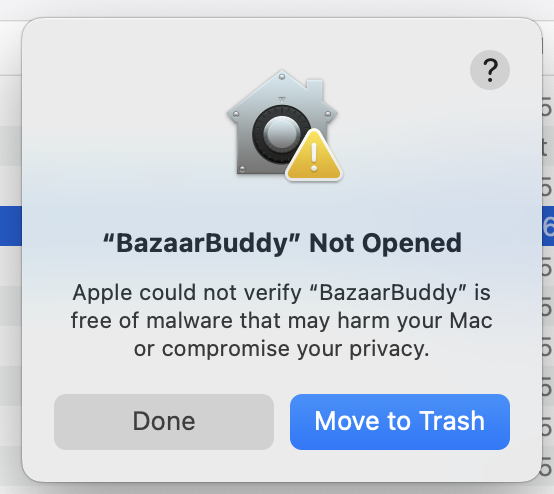 ?
“BazaarBuddy” Not Opened
Apple could not verify “BazaarBuddy” is
free of malware that may harm your Mac
or compromise your privacy.
Done
Move to Trash